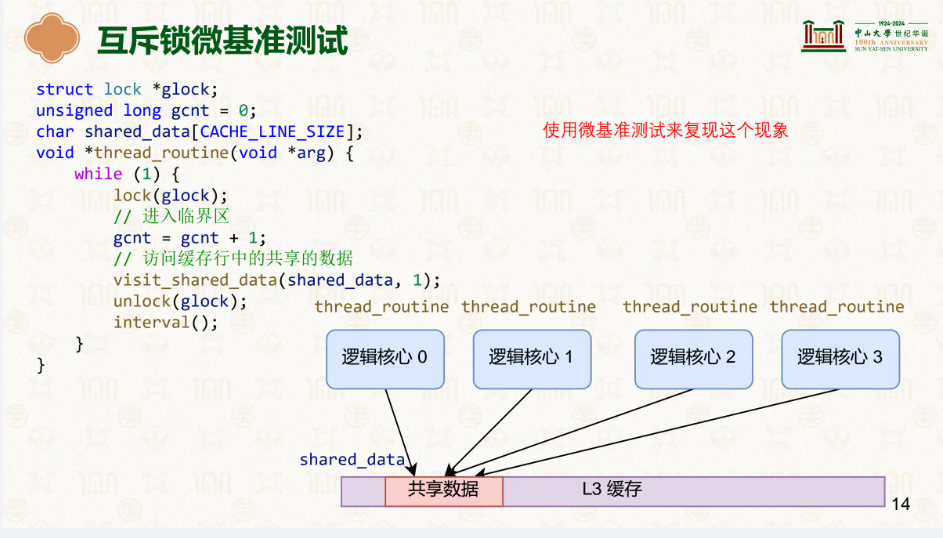 互斥锁微基准测试
1924-2024
中山大學 世纪华诞
100th ANNIVERSARY
SUN YAT-SEN UNIVERSITY
struct lock *glock;
unsigned long gcnt = 0;
char shared_data[CACHE_LINE_SIZE];
使用微基准测试来复现这个现象
void *thread_routine(void *arg) {
while (1) {
lock(glock);
// 进入临界区
gcnt = gcnt + 1;
// 访问缓存行中的共享的数据
visit_shared_data(shared_data, 1);
unlock(glock);
interval();
}
}
thread_routine thread_routine thread_routine thread_routine
逻辑核心 0 逻辑核心 1 逻辑核心 2 逻辑核心 3
shared_data
共享数据 L3 缓存
14